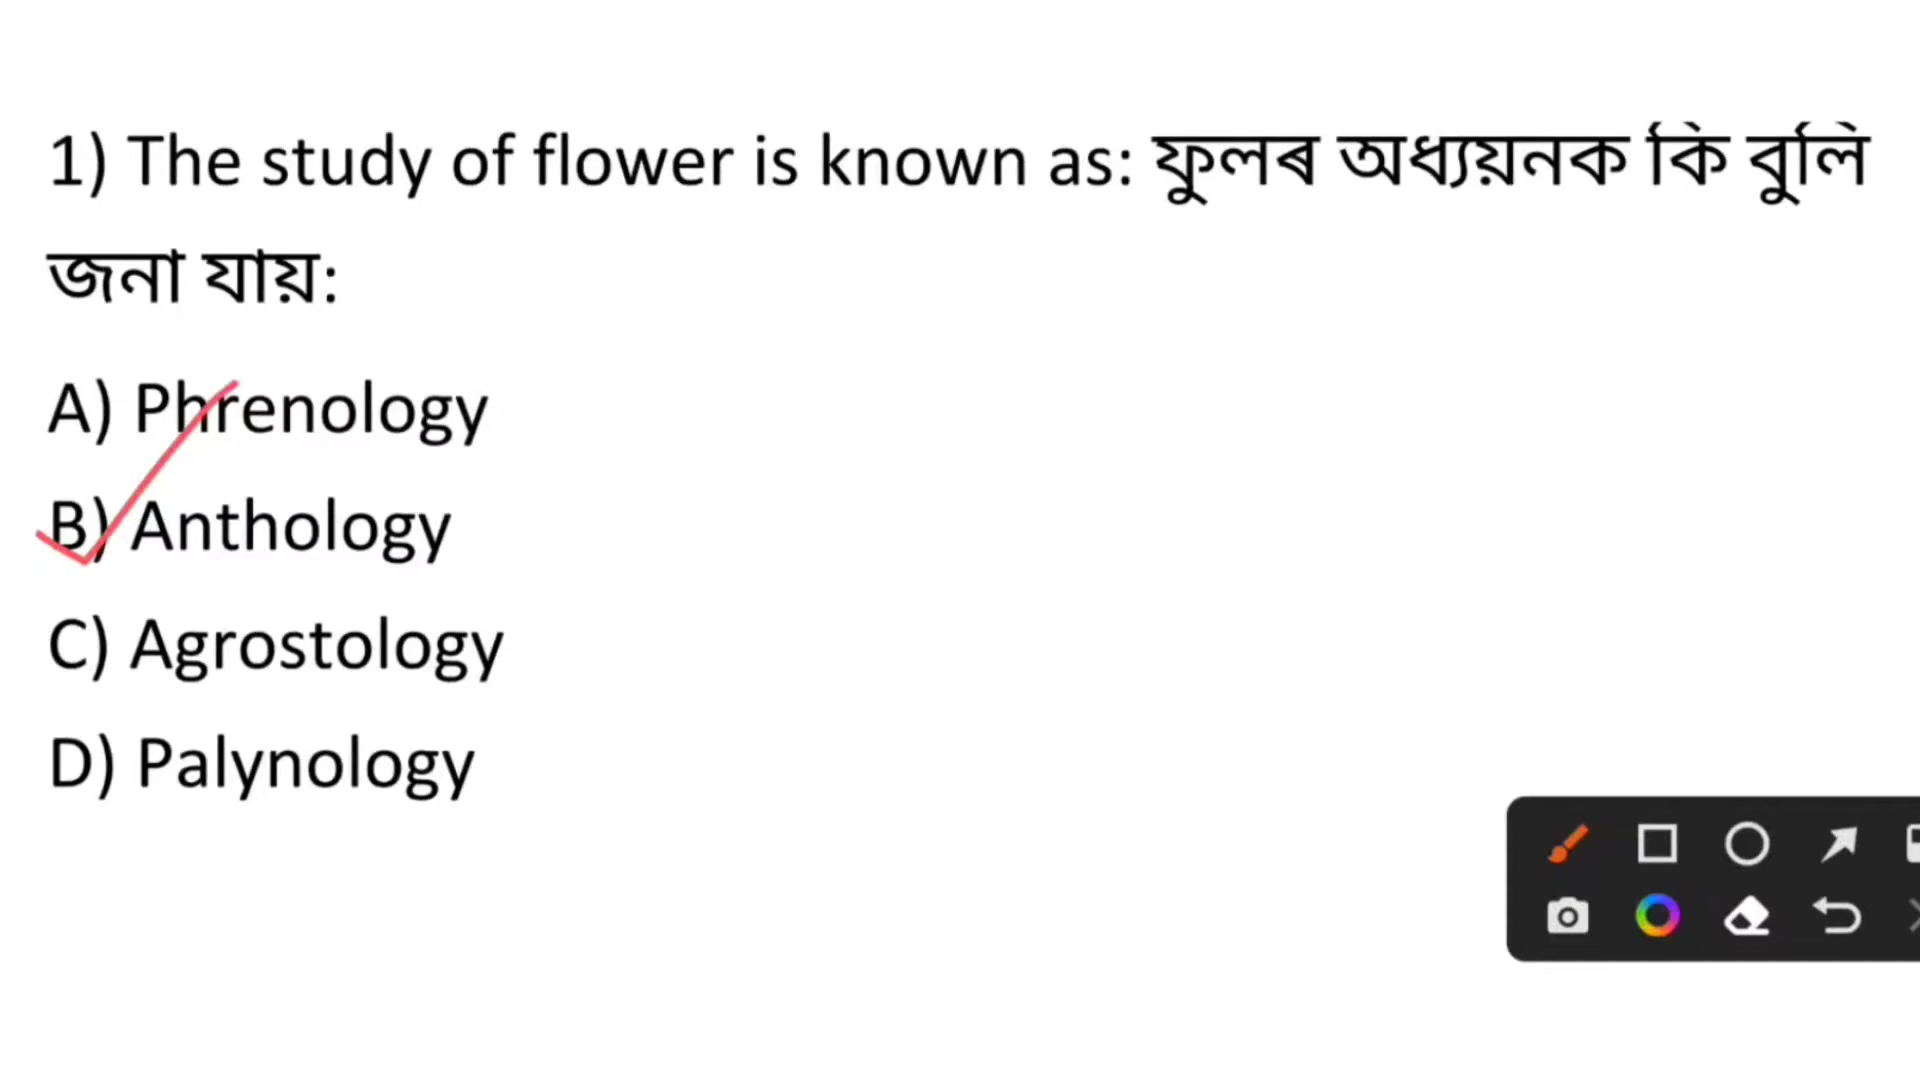 1) The study of flower is known as: ফুলৰ অধ্যয়নক কি বুলি
জনা যায়:
A) Phrenology
B) Anthology
C) Agrostology
D) Palynology